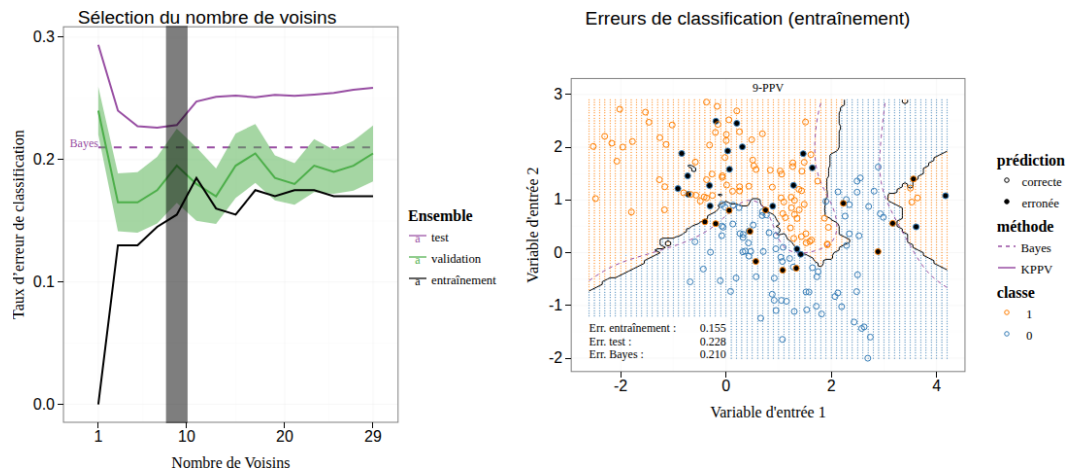 Sélection du nombre de voisins
0.3
0.2
0.1
0.0
Taux d'erreur de classification
Bayes
1
10
20
29
Nombre de Voisins
Ensemble
a test
a validation
a entraînement
Erreurs de classification (entraînement)
9-PPV
3
2
1
0
-1
-2
Variable d'entrée 2
Err. entraînement : 0.155
Err. test : 0.228
Err. Bayes : 0.210
-2
0
2
4
Variable d'entrée 1
prédiction
correcte
erronée
méthode
Bayes
KPPV
classe
1
0